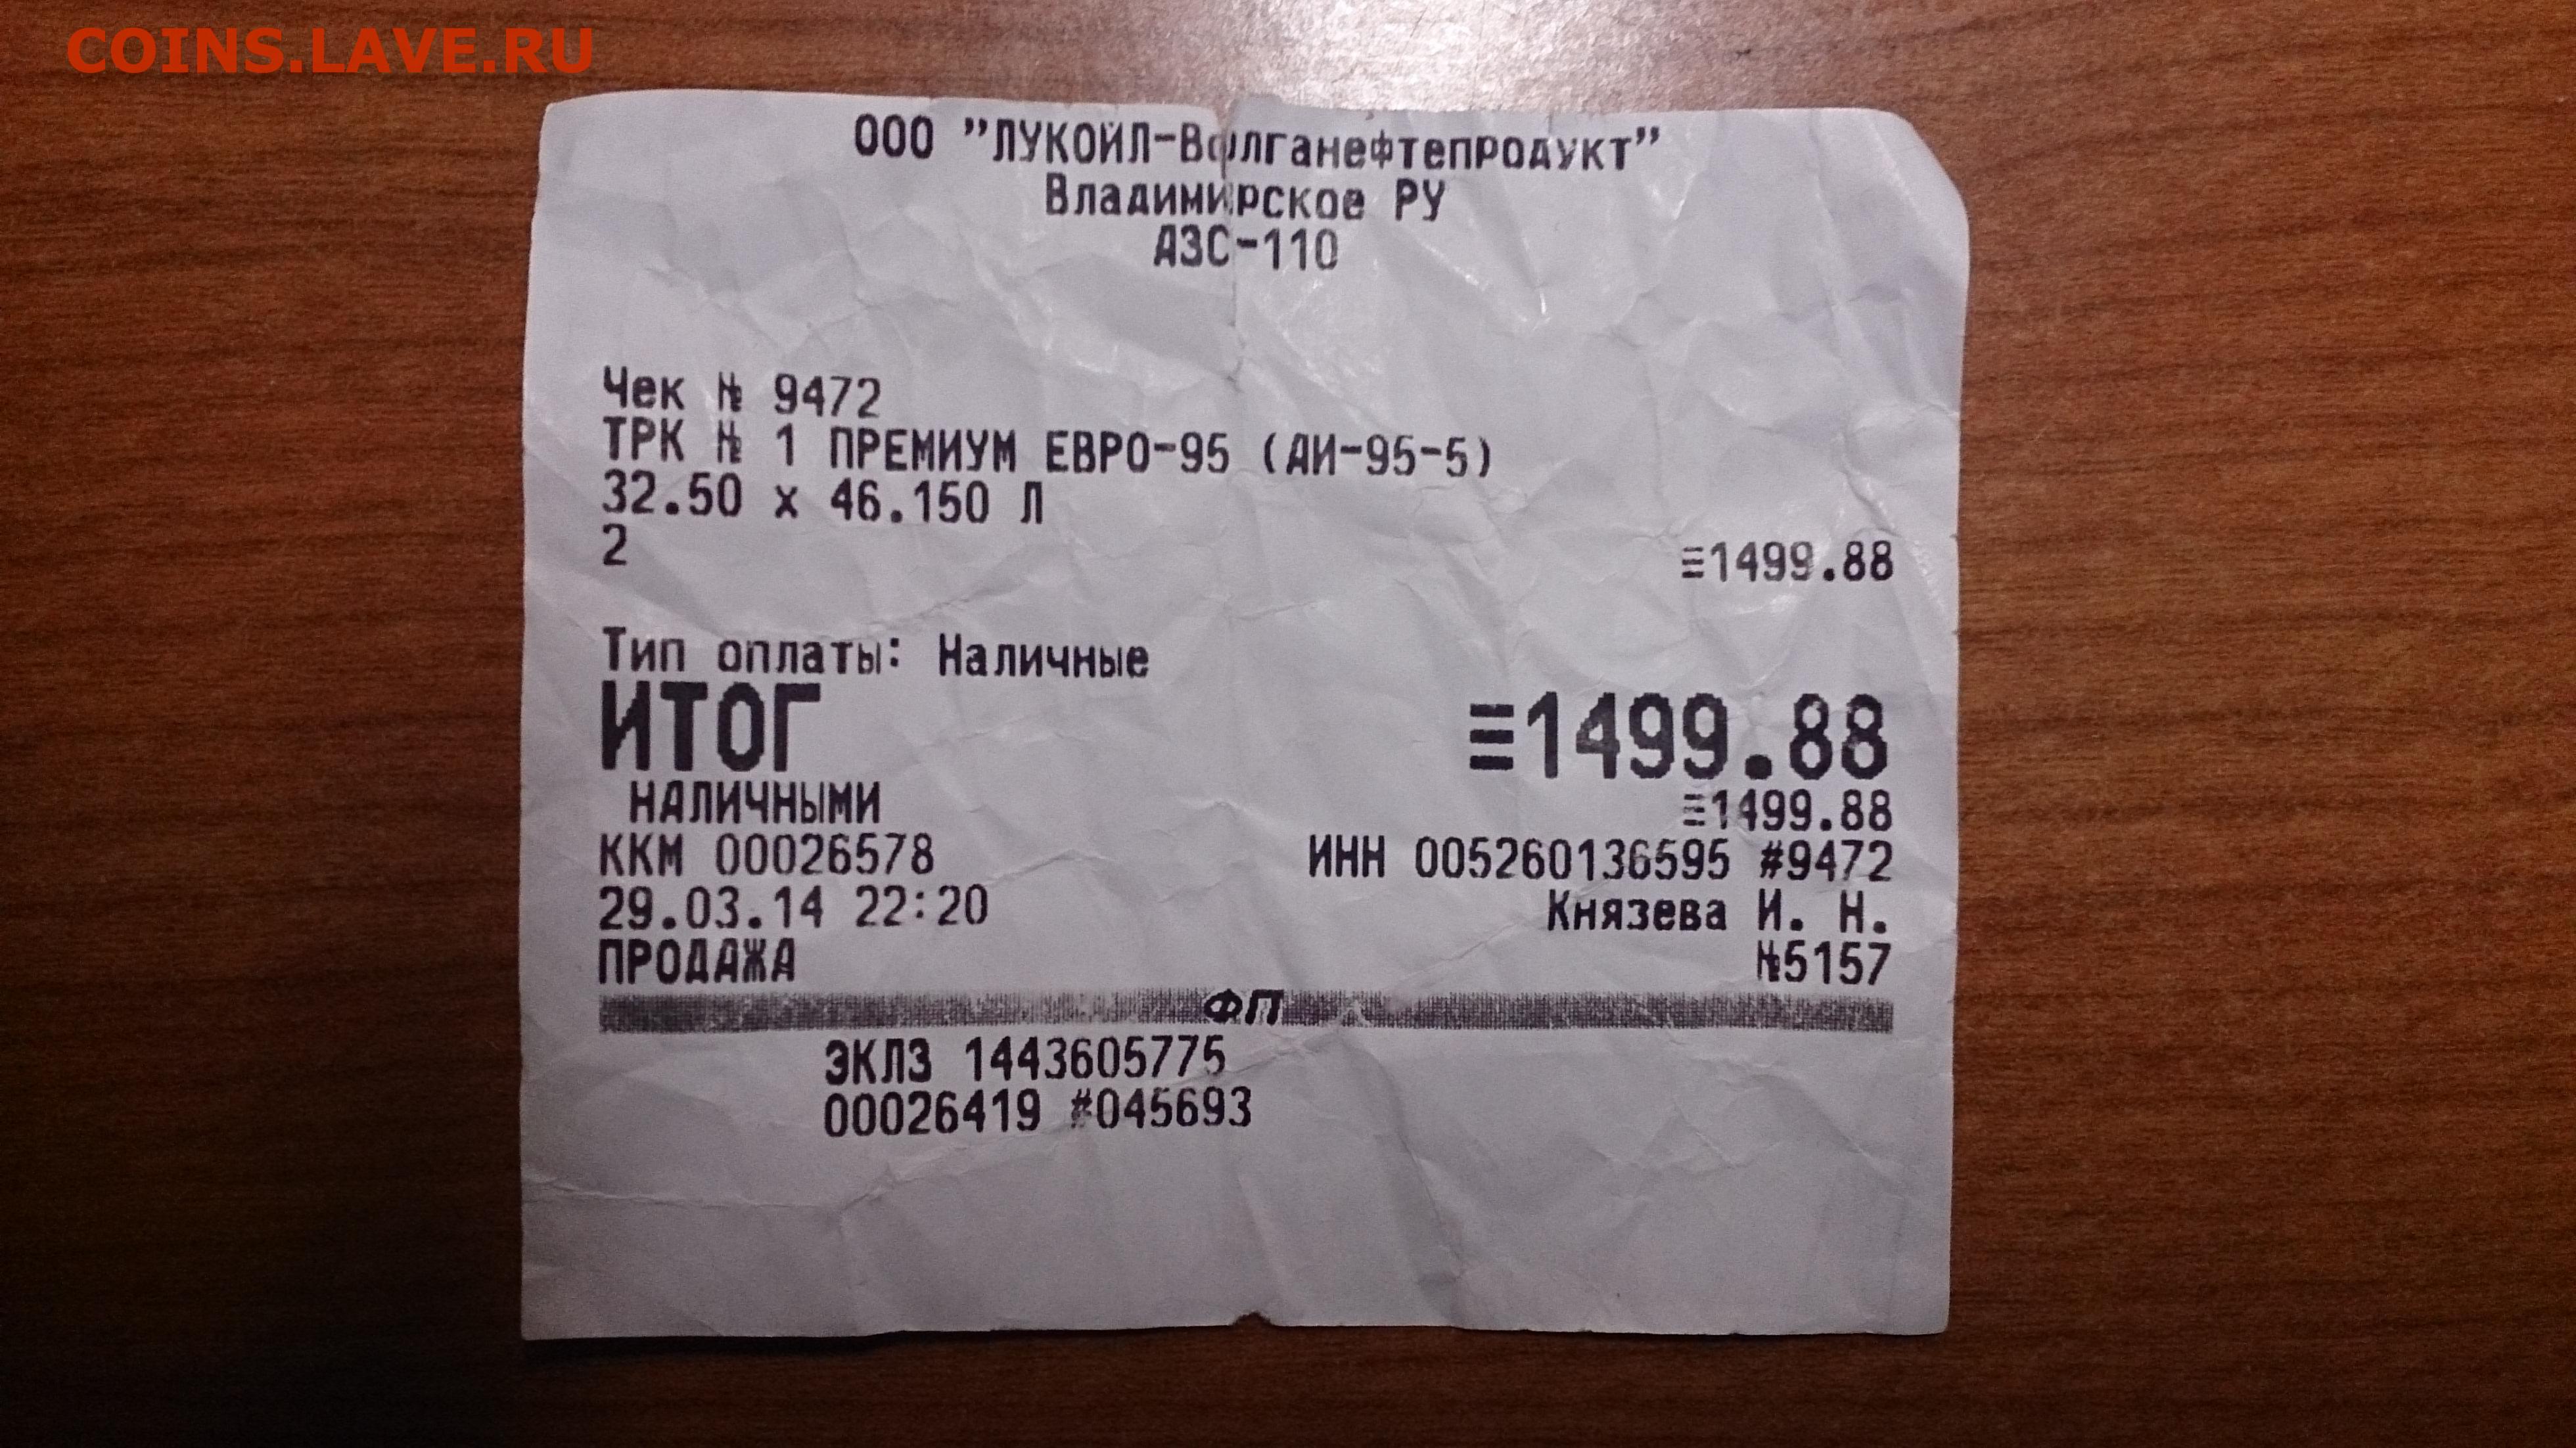 COINS.LAVE.RU
ООО "ЛУКОЙЛ-Волганефтепродукт"
Владимирское РУ
АЗС-110
Чек № 9472
ТРК № 1 ПРЕМИУМ ЕВРО-95 (АИ-95-5)
32.50 x 46.150 Л
2 ≡1499.88
Тип оплаты: Наличные
ИТОГ ≡1499.88
НАЛИЧНЫМИ ≡1499.88
ККМ 00026578 ИНН 005260136595 #9472
29.03.14 22:20 Князева И. Н.
ПРОДАЖА №5157
ФП
ЭКЛЗ 1443605775
00026419 #045693